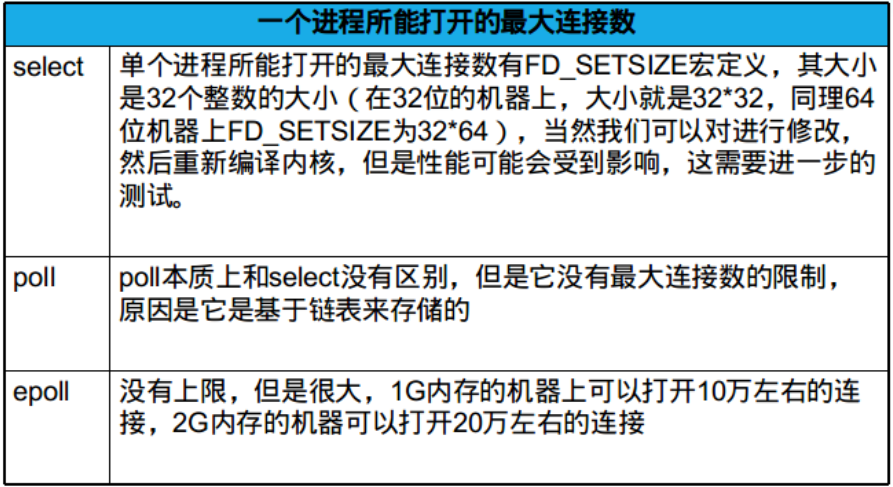 一个进程所能打开的最大连接数
select
单个进程所能打开的最大连接数有FD_SETSIZE宏定义，其大小
是32个整数的大小（在32位的机器上，大小就是32*32，同理64
位机器上FD_SETSIZE为32*64），当然我们可以对进行修改，
然后重新编译内核，但是性能可能会受到影响，这需要进一步的
测试。
poll
poll本质上和select没有区别，但是它没有最大连接数的限制，
原因是它是基于链表来存储的
epoll
没有上限，但是很大，1G内存的机器上可以打开10万左右的连
接，2G内存的机器可以打开20万左右的连接